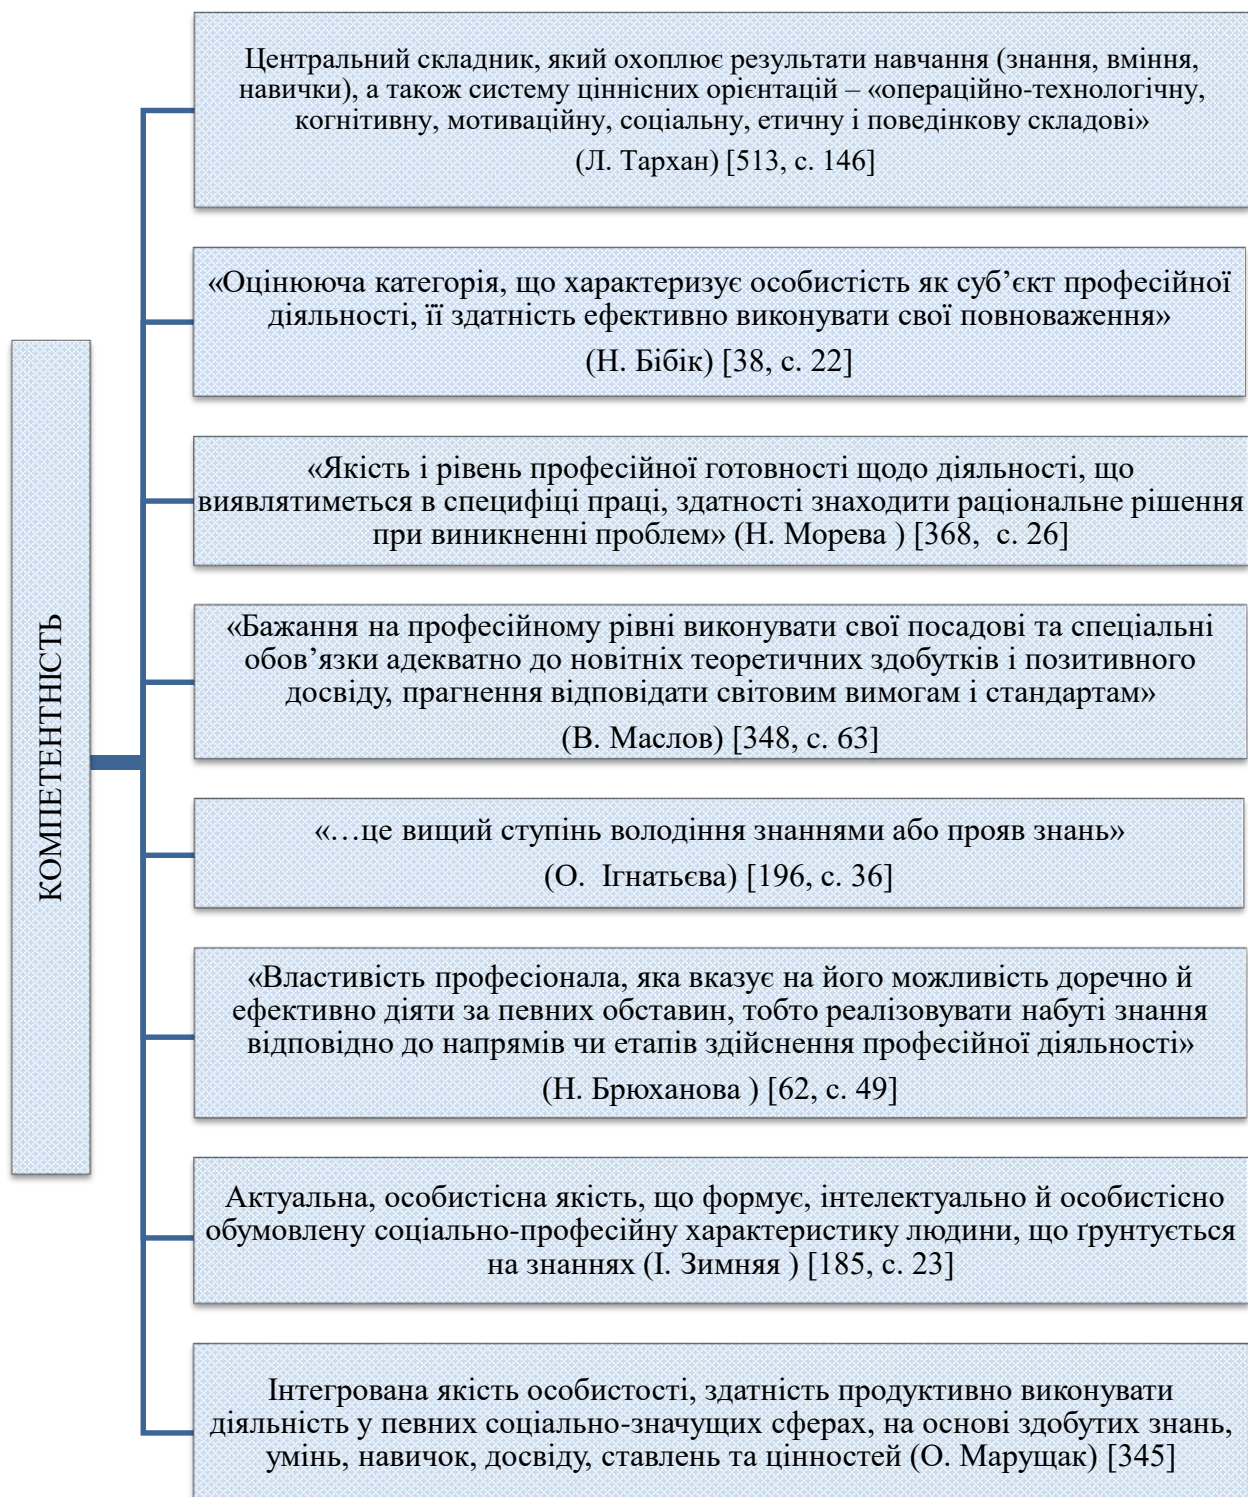 Центральний складник, який охоплює результати навчання (знання, вміння,
навички), а також систему ціннісних орієнтацій – «операційно-технологічну,
когнітивну, мотиваційну, соціальну, етичну і поведінкову складові»
(Л. Тархан) [513, с. 146]
«Оцінююча категорія, що характеризує особистість як суб’єкт професійної
діяльності, її здатність ефективно виконувати свої повноваження»
(Н. Бібік) [38, с. 22]
«Якість і рівень професійної готовності щодо діяльності, що
виявлятиметься в специфіці праці, здатності знаходити раціональне рішення
при виникненні проблем» (Н. Морева ) [368, с. 26]
КОМПЕТЕНТНІСТЬ
«Бажання на професійному рівні виконувати свої посадові та спеціальні
обов’язки адекватно до новітніх теоретичних здобутків і позитивного
досвіду, прагнення відповідати світовим вимогам і стандартам»
(В. Маслов) [348, с. 63]
«…це вищий ступінь володіння знаннями або прояв знань»
(О. Ігнатьєва) [196, с. 36]
«Властивість професіонала, яка вказує на його можливість доречно й
ефективно діяти за певних обставин, тобто реалізовувати набуті знання
відповідно до напрямів чи етапів здійснення професійної діяльності»
(Н. Брюханова ) [62, с. 49]
Актуальна, особистісна якість, що формує, інтелектуально й особистісно
обумовлену соціально-професійну характеристику людини, що ґрунтується
на знаннях (І. Зимняя ) [185, с. 23]
Інтегрована якість особистості, здатність продуктивно виконувати
діяльність у певних соціально-значущих сферах, на основі здобутих знань,
умінь, навичок, досвіду, ставлень та цінностей (О. Марущак) [345]